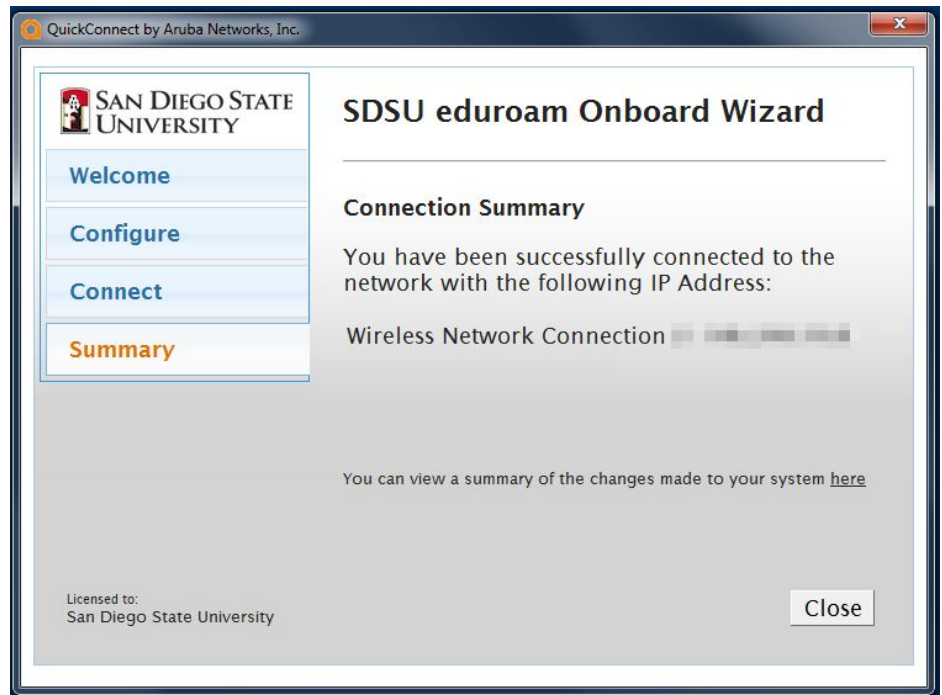 QuickConnect by Aruba Networks, Inc.
SAN DIEGO STATE
UNIVERSITY
Welcome
Configure
Connect
Summary
SDSU eduroam Onboard Wizard
Connection Summary
You have been successfully connected to the
network with the following IP Address:
Wireless Network Connection
You can view a summary of the changes made to your system here
Licensed to:
San Diego State University
Close